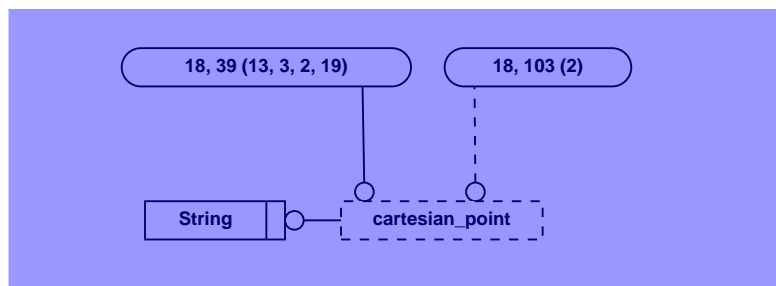 18, 39 (13, 3, 2, 19)
18, 103 (2)
String
cartesian_point